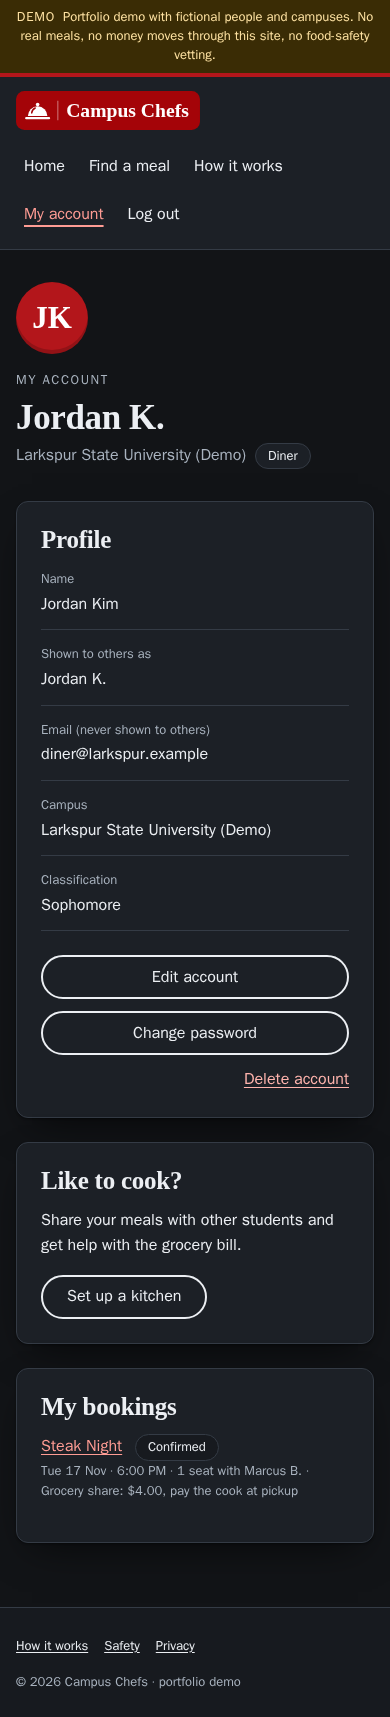 DEMO Portfolio demo with fictional people and campuses. No
real meals, no money moves through this site, no food-safety
vetting.
Campus Chefs
Home Find a meal How it works
My account Log out
JK
MY ACCOUNT
Jordan K.
Larkspur State University (Demo) Diner
Profile
Name
Jordan Kim
Shown to others as
Jordan K.
Email (never shown to others)
diner@larkspur.example
Campus
Larkspur State University (Demo)
Classification
Sophomore
Edit account
Change password
Delete account
Like to cook?
Share your meals with other students and
get help with the grocery bill.
Set up a kitchen
My bookings
Steak Night Confirmed
Tue 17 Nov · 6:00 PM · 1 seat with Marcus B. ·
Grocery share: $4.00, pay the cook at pickup
How it works Safety Privacy
© 2026 Campus Chefs · portfolio demo